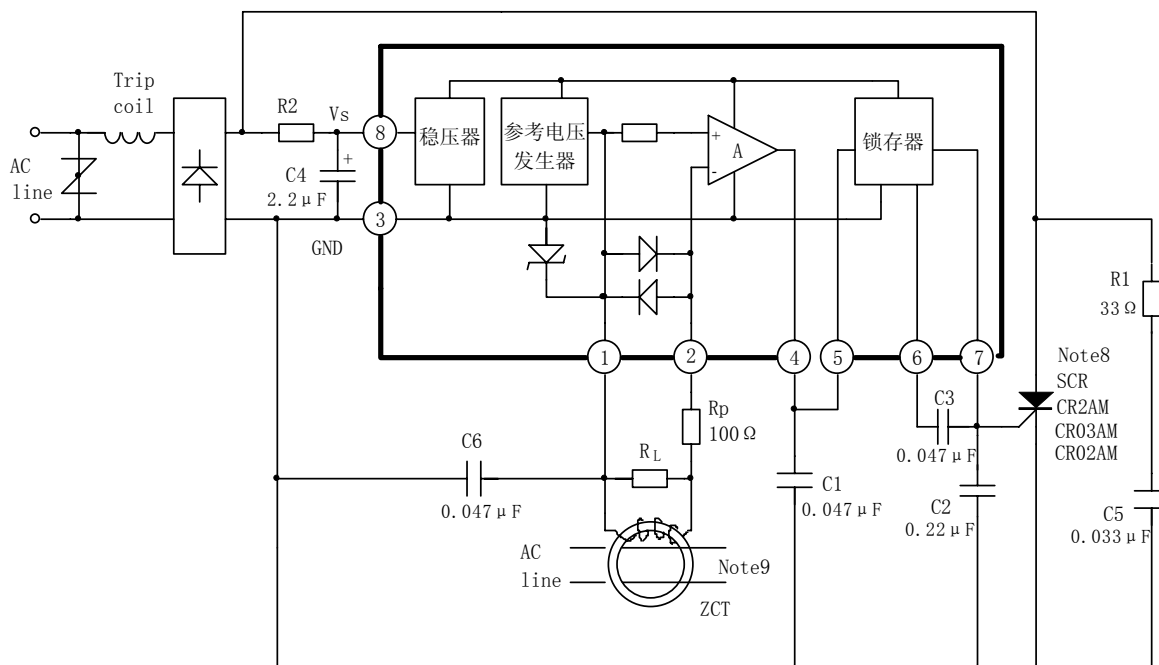 Trip
coil
AC
line
R2
Vs
C4
2.2μF
+
GND
8
3
稳压器
参考电压
发生器
+
-
A
锁存器
1
2
4
5
6
7
R1
33Ω
Note8
SCR
CR2AM
CR03AM
CR02AM
C3
0.047μF
Rp
100Ω
C6
0.047μF
RL
C1
0.047μF
C2
0.22μF
C5
0.033μF
AC
line
Note9
ZCT